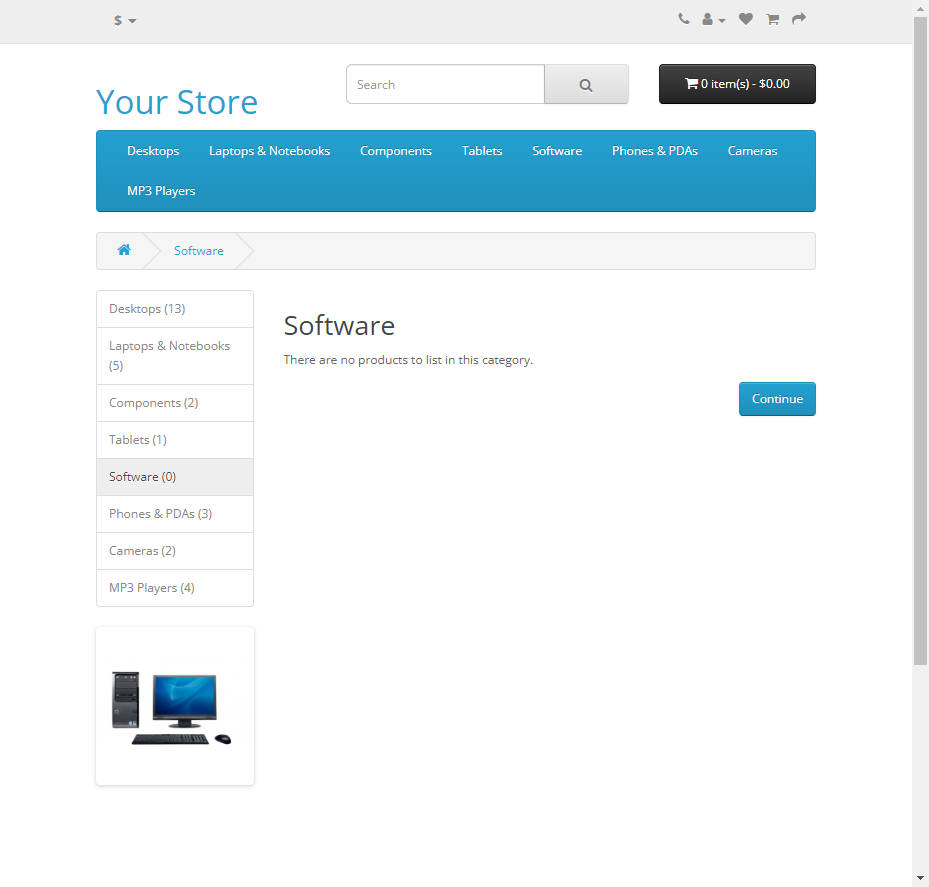 $
Your Store
Search
0 item(s) - $0.00
Desktops Laptops & Notebooks Components Tablets Software Phones & PDAs Cameras
MP3 Players
Software
Desktops (13)
Laptops & Notebooks
(5)
Components (2)
Tablets (1)
Software (0)
Phones & PDAs (3)
Cameras (2)
MP3 Players (4)
Software
There are no products to list in this category.
Continue